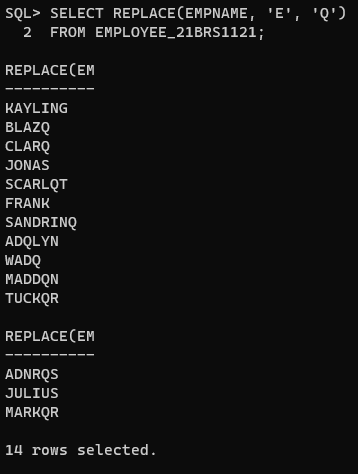 SQL> SELECT REPLACE(EMPNAME, 'E', 'Q')
  2  FROM EMPLOYEE_21BRS1121;

REPLACE(EM
----------
KAYLING
BLAZQ
CLARQ
JONAS
SCARLQT
FRANK
SANDRINQ
ADQLYN
WADQ
MADDQN
TUCKQR

REPLACE(EM
----------
ADNRQS
JULIUS
MARKQR

14 rows selected.